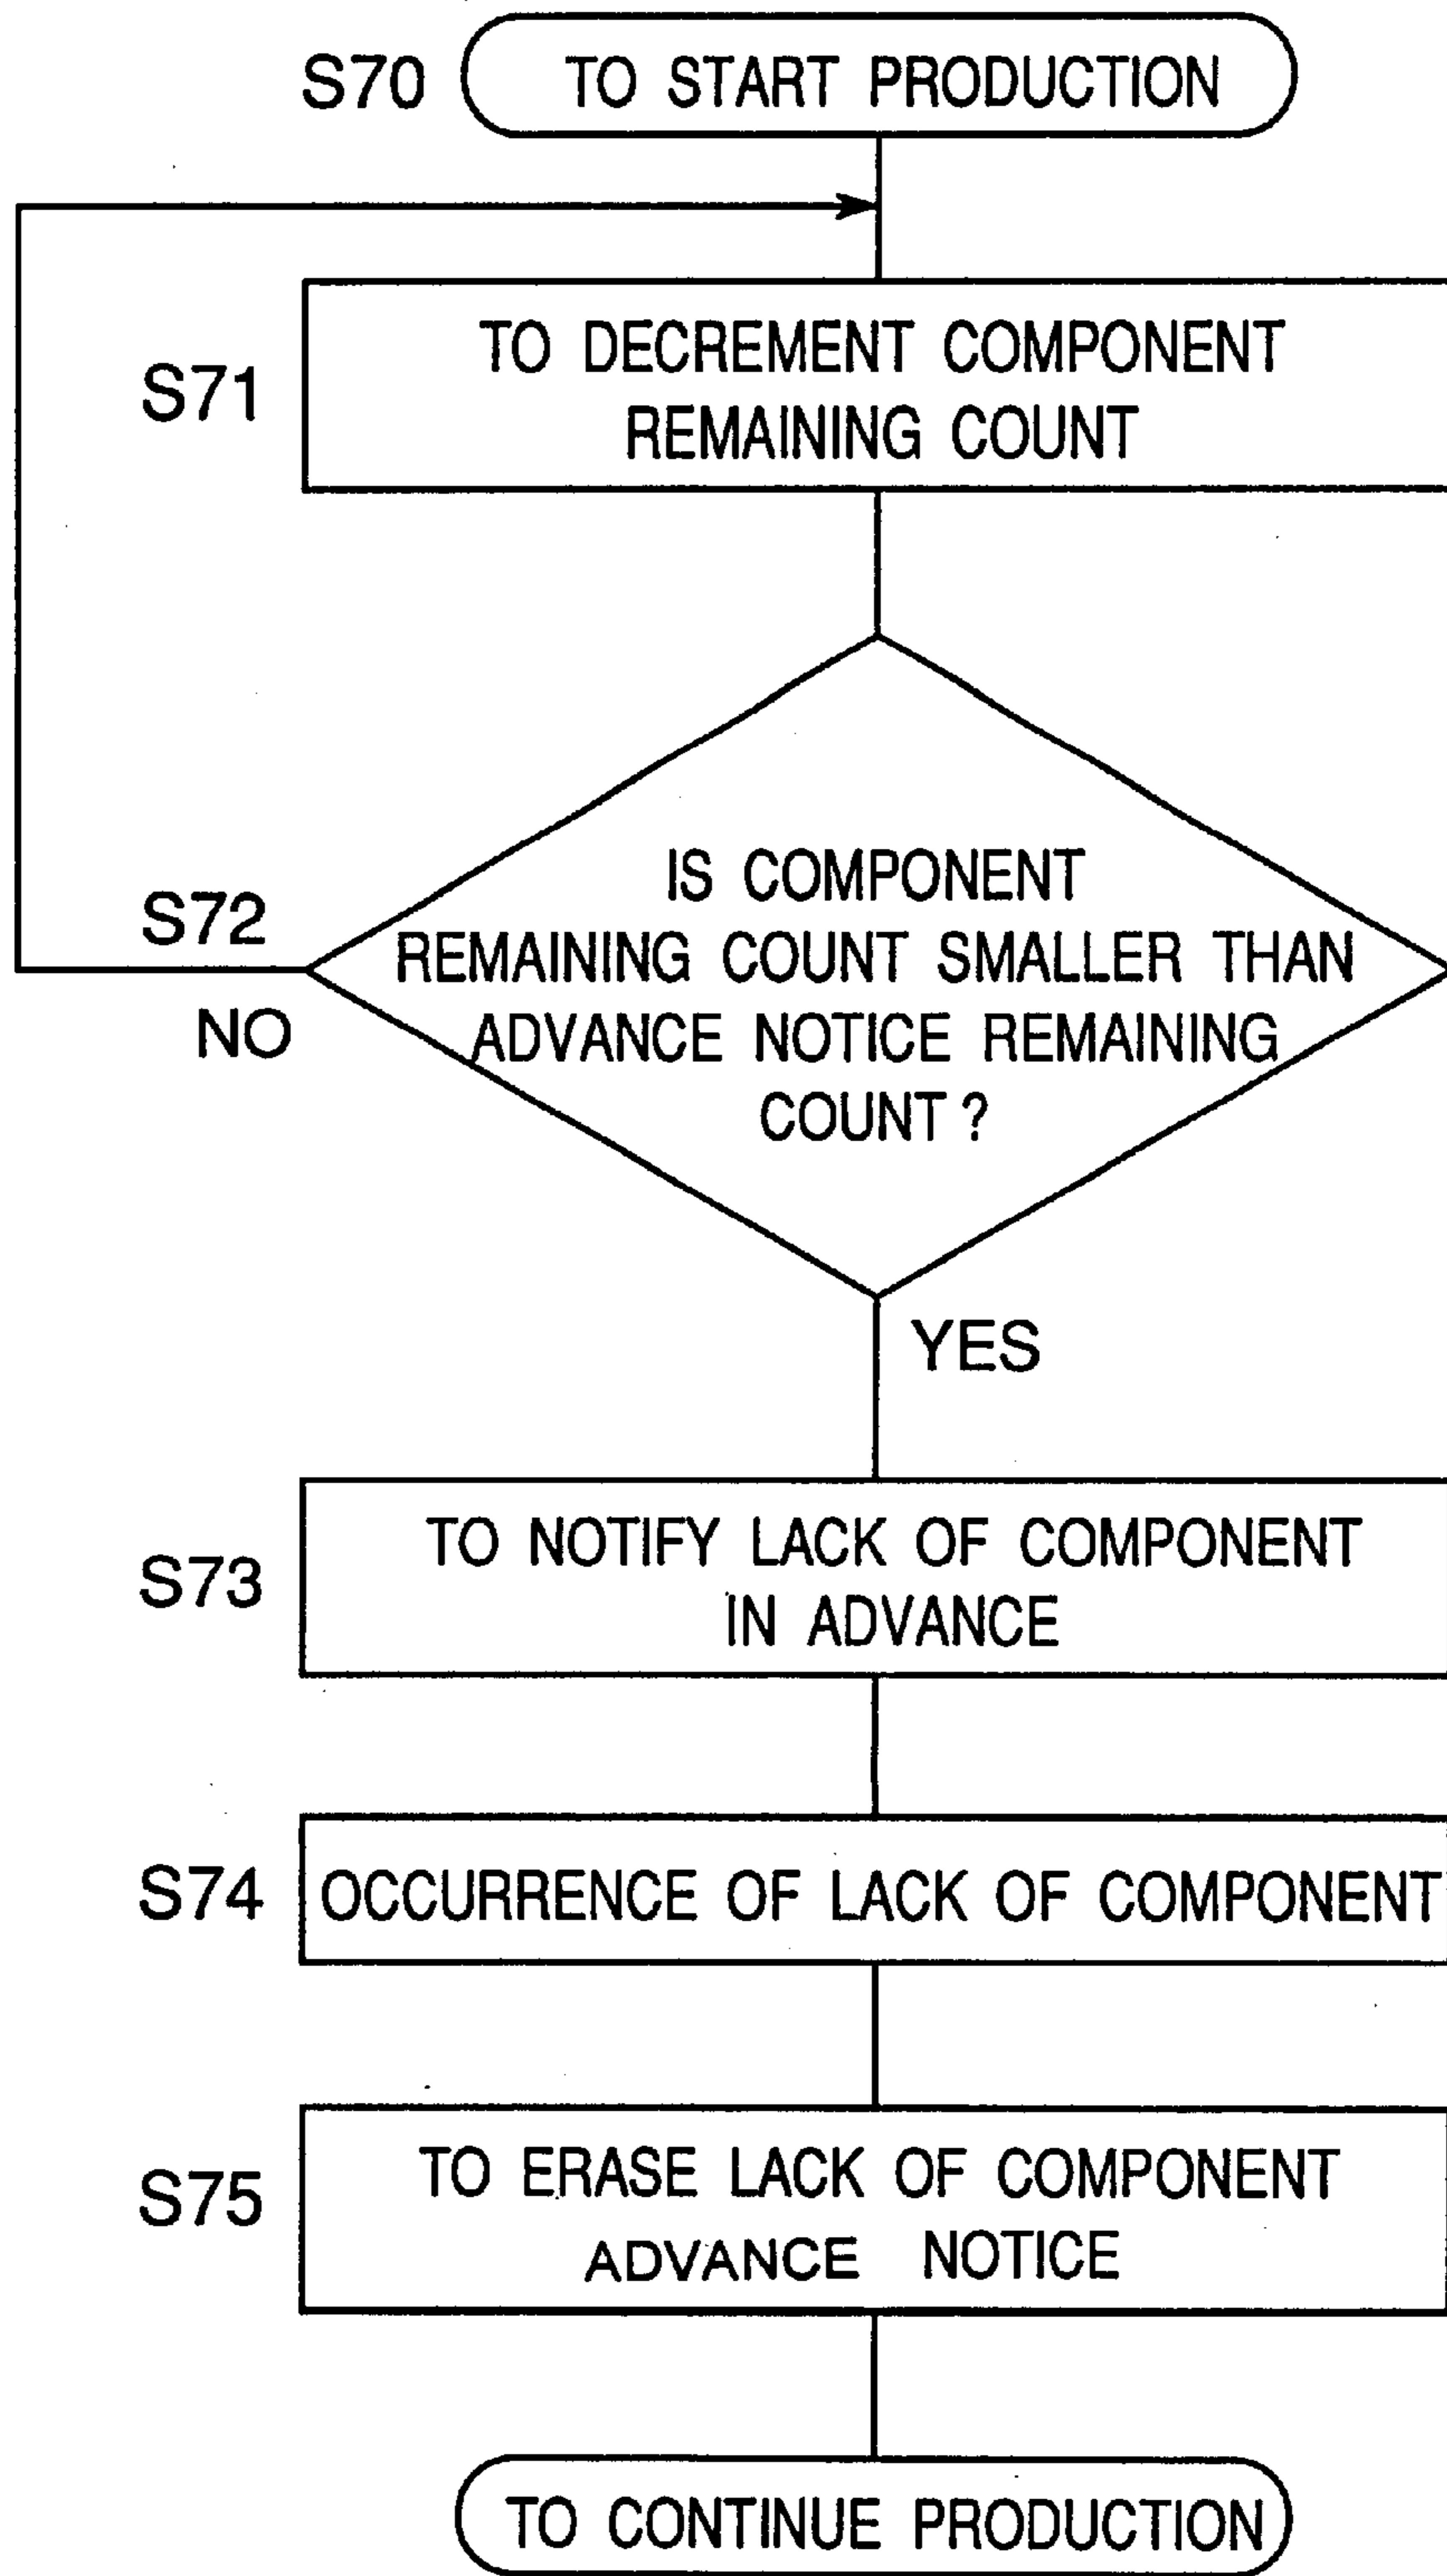 S70 TO START PRODUCTION
S71
TO DECREMENT COMPONENT
REMAINING COUNT
S72
IS COMPONENT
REMAINING COUNT SMALLER THAN
ADVANCE NOTICE REMAINING
COUNT ?
NO
YES
S73
TO NOTIFY LACK OF COMPONENT
IN ADVANCE
S74 OCCURRENCE OF LACK OF COMPONENT
S75
TO ERASE LACK OF COMPONENT
ADVANCE NOTICE
TO CONTINUE PRODUCTION